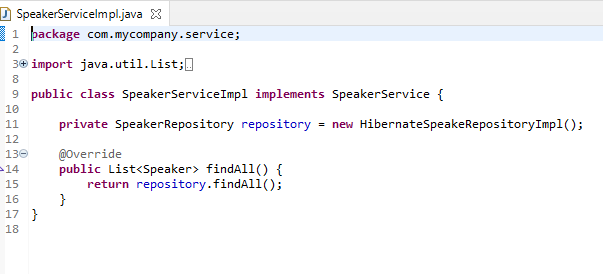 SpeakerServiceImpl.java
1 package com.mycompany.service;
2
3 import java.util.List;
8
9 public class SpeakerServiceImpl implements SpeakerService {
10
11 private SpeakerRepository repository = new HibernateSpeakeRepositoryImpl();
12
13 @Override
14 public List<Speaker> findAll() {
15 return repository.findAll();
16 }
17 }
18